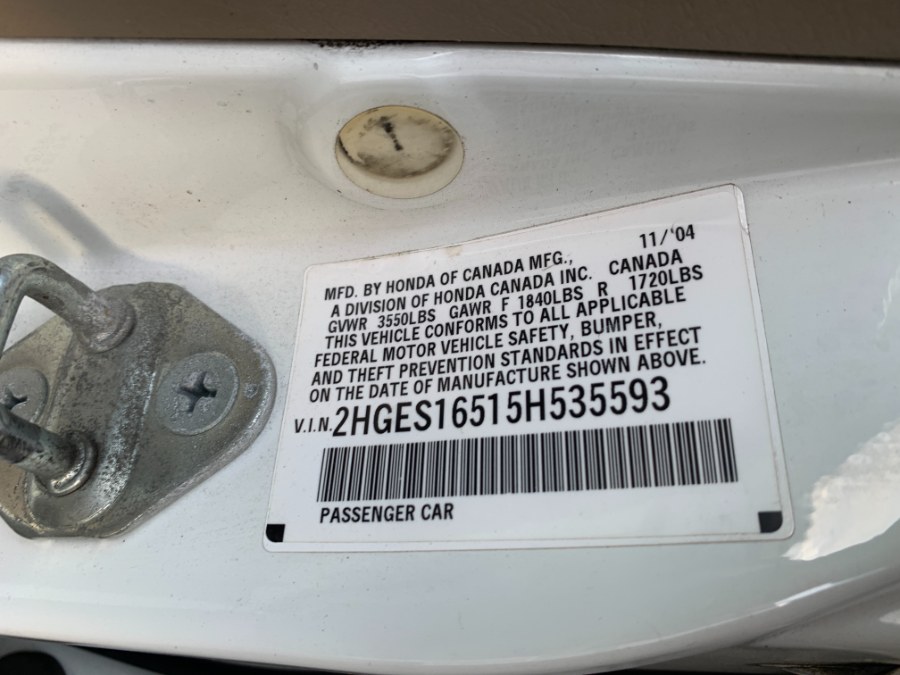 11/'04
MFD. BY HONDA OF CANADA MFG.,
A DIVISION OF HONDA CANADA INC. CANADA
GVWR 3550LBS GAWR F 1840LBS R 1720LBS
THIS VEHICLE CONFORMS TO ALL APPLICABLE
FEDERAL MOTOR VEHICLE SAFETY, BUMPER,
AND THEFT PREVENTION STANDARDS IN EFFECT
ON THE DATE OF MANUFACTURE SHOWN ABOVE.
V.I.N. 2HGES16515H535593
PASSENGER CAR